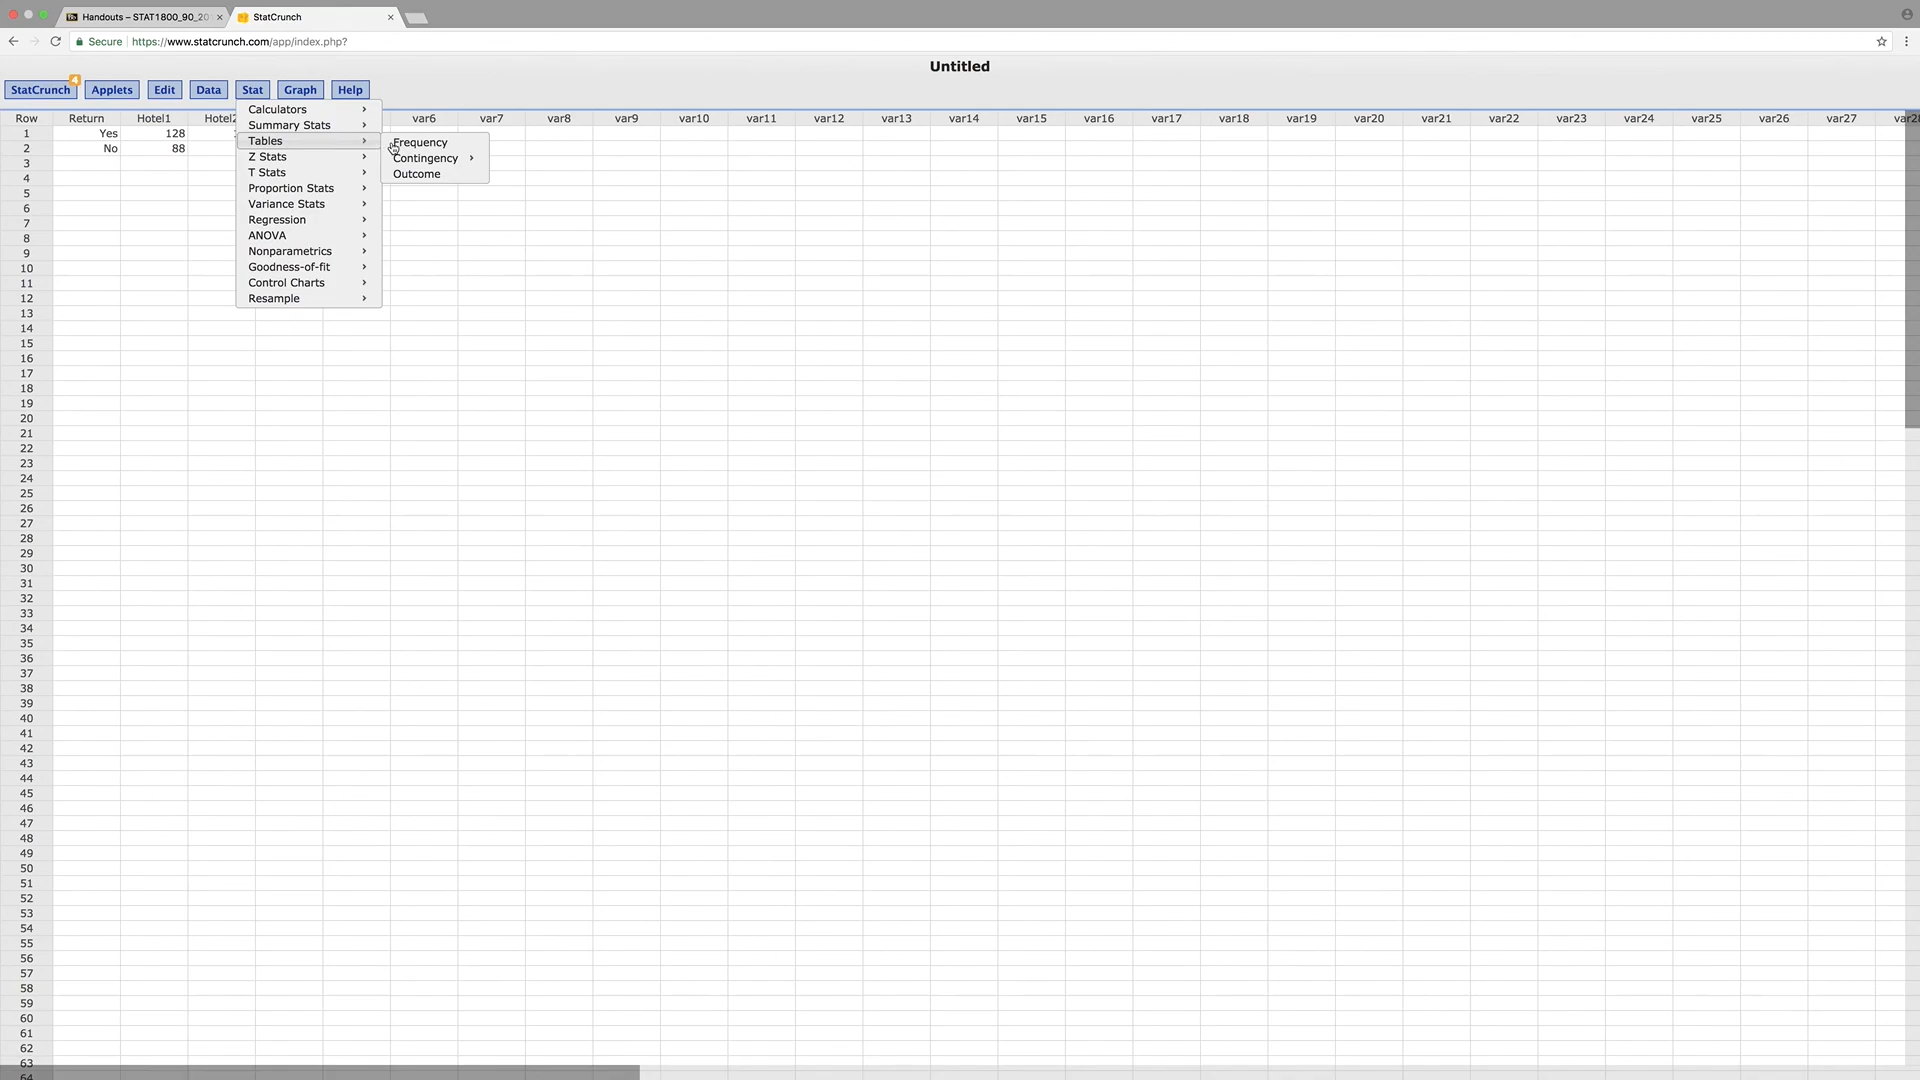 Handouts – STAT1800_90_20
StatCrunch
Secure https://www.statcrunch.com/app/index.php?
Untitled
StatCrunch 4 Applets Edit Data Stat Graph Help
Calculators
Summary Stats
Tables
Z Stats
T Stats
Proportion Stats
Variance Stats
Regression
ANOVA
Nonparametrics
Goodness-of-fit
Control Charts
Resample
Frequency
Contingency
Outcome
Row Return Hotel1 Hotel2 var6 var7 var8 var9 var10 var11 var12 var13 var14 var15 var16 var17 var18 var19 var20 var21 var22 var23 var24 var25 var26 var27 var28
1 Yes 128
2 No 88
3
4
5
6
7
8
9
10
11
12
13
14
15
16
17
18
19
20
21
22
23
24
25
26
27
28
29
30
31
32
33
34
35
36
37
38
39
40
41
42
43
44
45
46
47
48
49
50
51
52
53
54
55
56
57
58
59
60
61
62
63
64